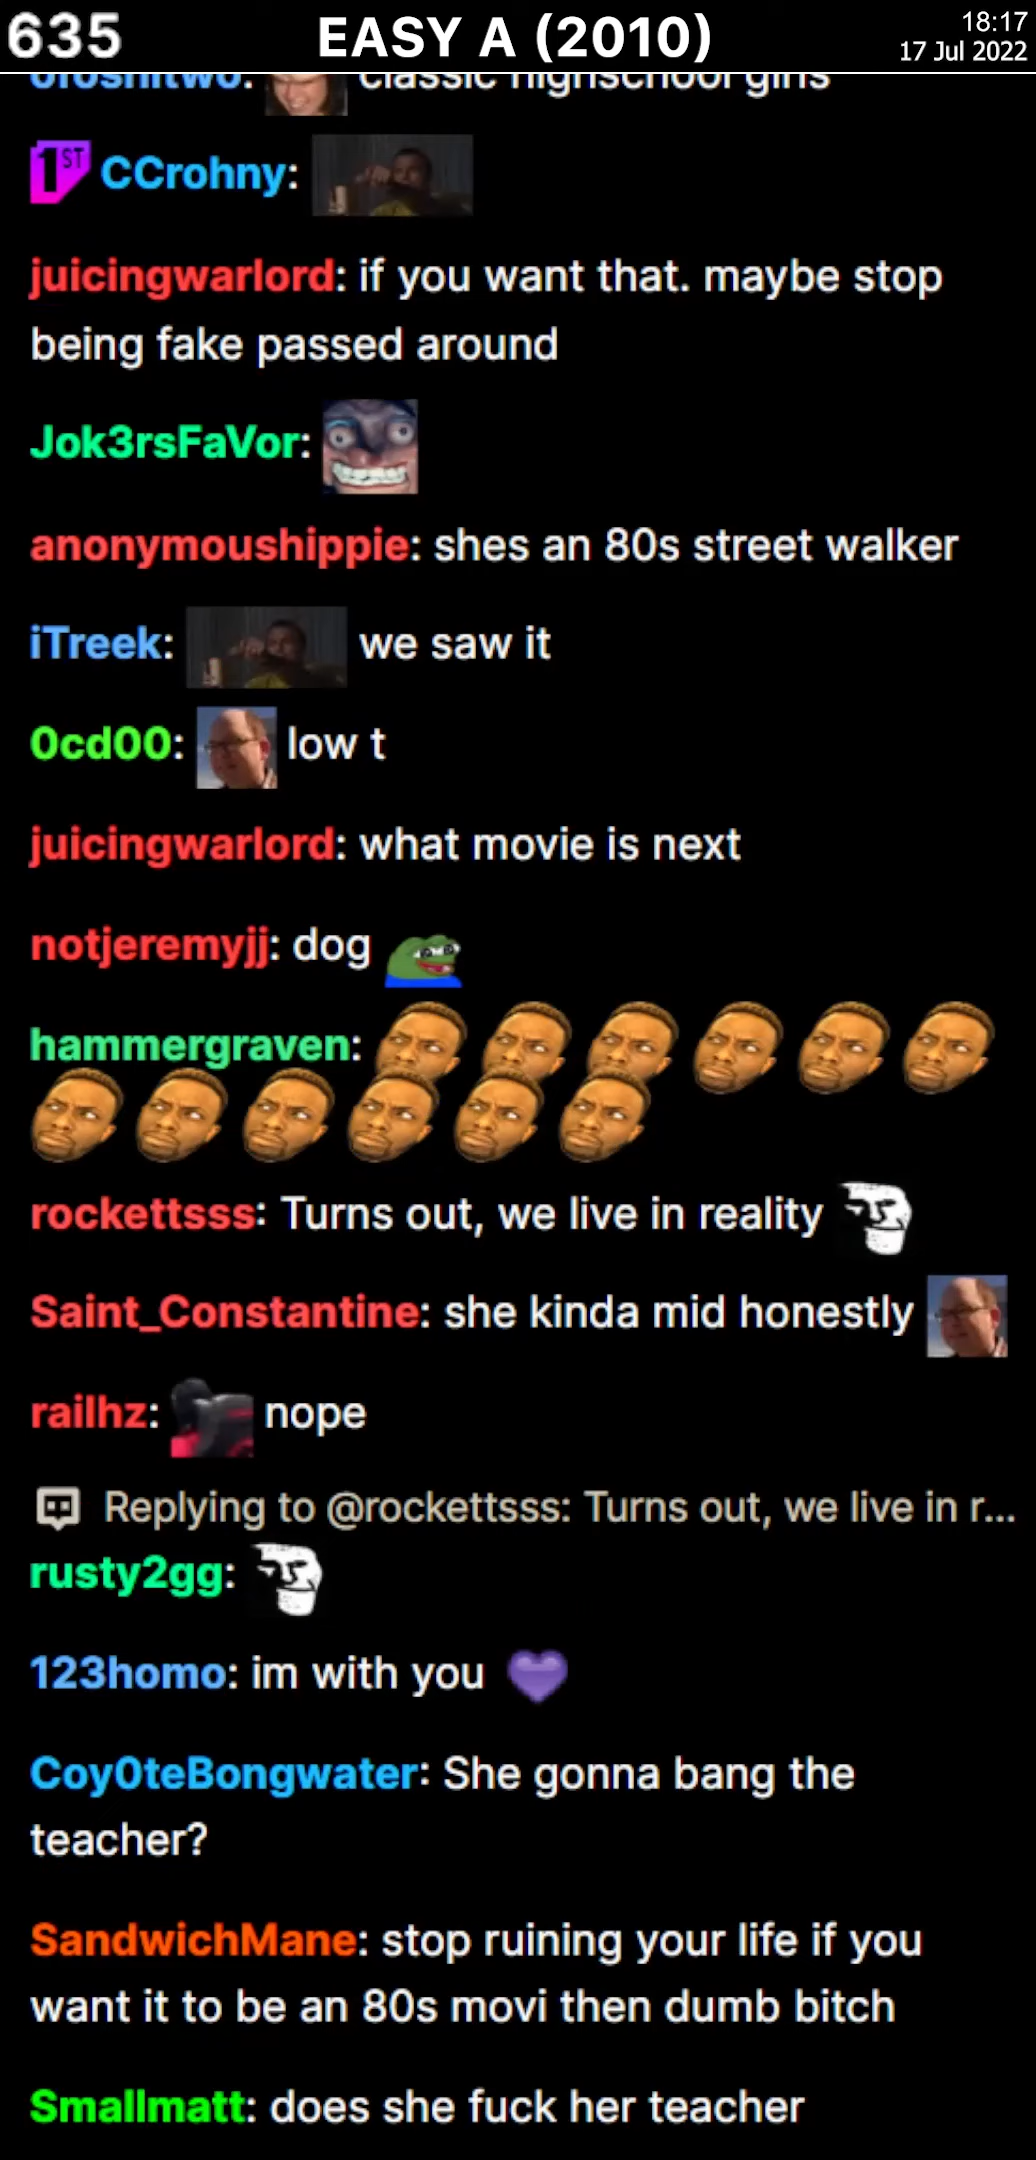 635
EASY A (2010)
18:17
17 Jul 2022
classic highschool girls
1ST CCrohny:
juicingwarlord: if you want that. maybe stop
being fake passed around
Jok3rsFaVor:
anonymoushippie: shes an 80s street walker
iTreek: we saw it
0cd00: low t
juicingwarlord: what movie is next
notjeremyjj: dog
hammergraven:
rockettsss: Turns out, we live in reality
Saint_Constantine: she kinda mid honestly
railhz: nope
Replying to @rockettsss: Turns out, we live in r...
rusty2gg:
123homo: im with you
Coy0teBongwater: She gonna bang the
teacher?
SandwichMane: stop ruining your life if you
want it to be an 80s movi then dumb bitch
Smallmatt: does she fuck her teacher